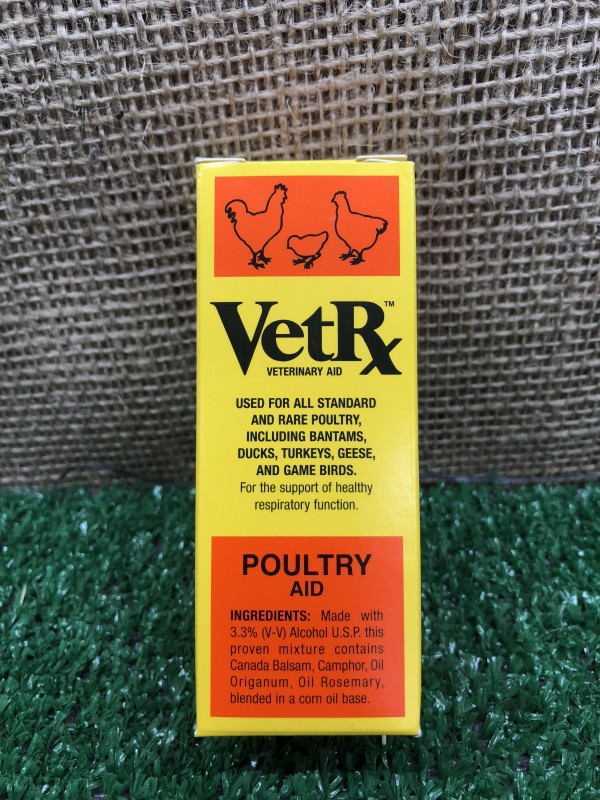 VetRx™
VETERINARY AID
USED FOR ALL STANDARD
AND RARE POULTRY,
INCLUDING BANTAMS,
DUCKS, TURKEYS, GEESE,
AND GAME BIRDS.
For the support of healthy
respiratory function.
POULTRY
AID
INGREDIENTS: Made with
3.3% (V-V) Alcohol U.S.P. this
proven mixture contains
Canada Balsam, Camphor, Oil
Origanum, Oil Rosemary,
blended in a corn oil base.